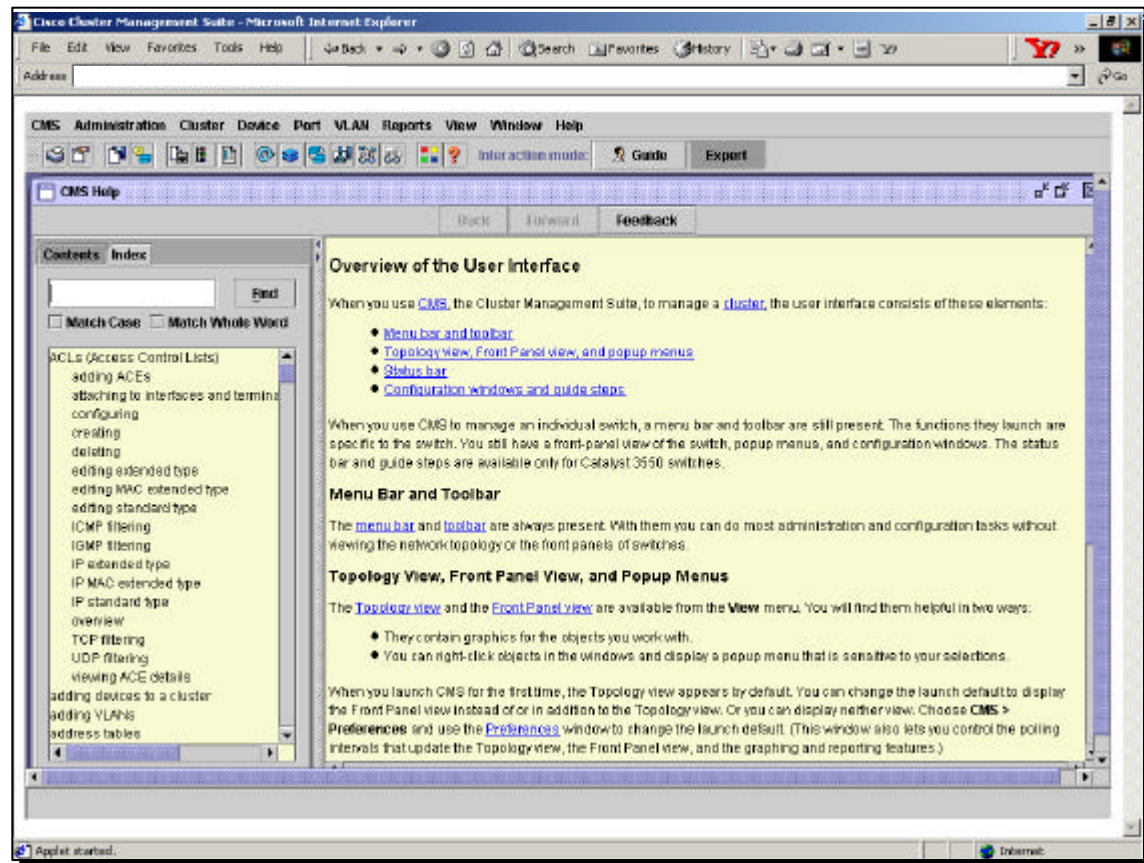 Cisco Cluster Management Suite - Microsoft Internet Explorer
File Edit View Favorites Tools Help
Back Search Favorites History
Address Go
CMS Administration Cluster Device Port VLAN Reports View Window Help
Interaction mode: Guide Expert
CMS Help
Back Forward Feedback
Contents Index
Find
Match Case Match Whole Word
ACLs (Access Control Lists)
adding ACEs
attaching to interfaces and termina
configuring
creating
deleting
editing extended type
editing MAC extended type
editing standard type
ICMP filtering
IGMP filtering
IP extended type
IP MAC extended type
IP standard type
overview
TCP filtering
UDP filtering
viewing ACE details
adding devices to a cluster
adding VLANs
address tables
Overview of the User Interface
When you use CMS, the Cluster Management Suite, to manage a cluster, the user interface consists of these elements:
• Menu bar and toolbar
• Topology view, Front Panel view, and popup menus
• Status bar
• Configuration windows and guide steps
When you use CMS to manage an individual switch, a menu bar and toolbar are still present. The functions they launch are
specific to the switch. You still have a front-panel view of the switch, popup menus, and configuration windows. The status
bar and guide steps are available only for Catalyst 3550 switches.
Menu Bar and Toolbar
The menu bar and toolbar are always present. With them you can do most administration and configuration tasks without
viewing the network topology or the front panels of switches.
Topology View, Front Panel View, and Popup Menus
The Topology view and the Front Panel view are available from the View menu. You will find them helpful in two ways:
• They contain graphics for the objects you work with.
• You can right-click objects in the windows and display a popup menu that is sensitive to your selections.
When you launch CMS for the first time, the Topology view appears by default. You can change the launch default to display
the Front Panel view instead of or in addition to the Topology view. Or you can display neither view. Choose CMS >
Preferences and use the Preferences window to change the launch default. (This window also lets you control the polling
intervals that update the Topology view, the Front Panel view, and the graphing and reporting features.)
Applet started. Internet